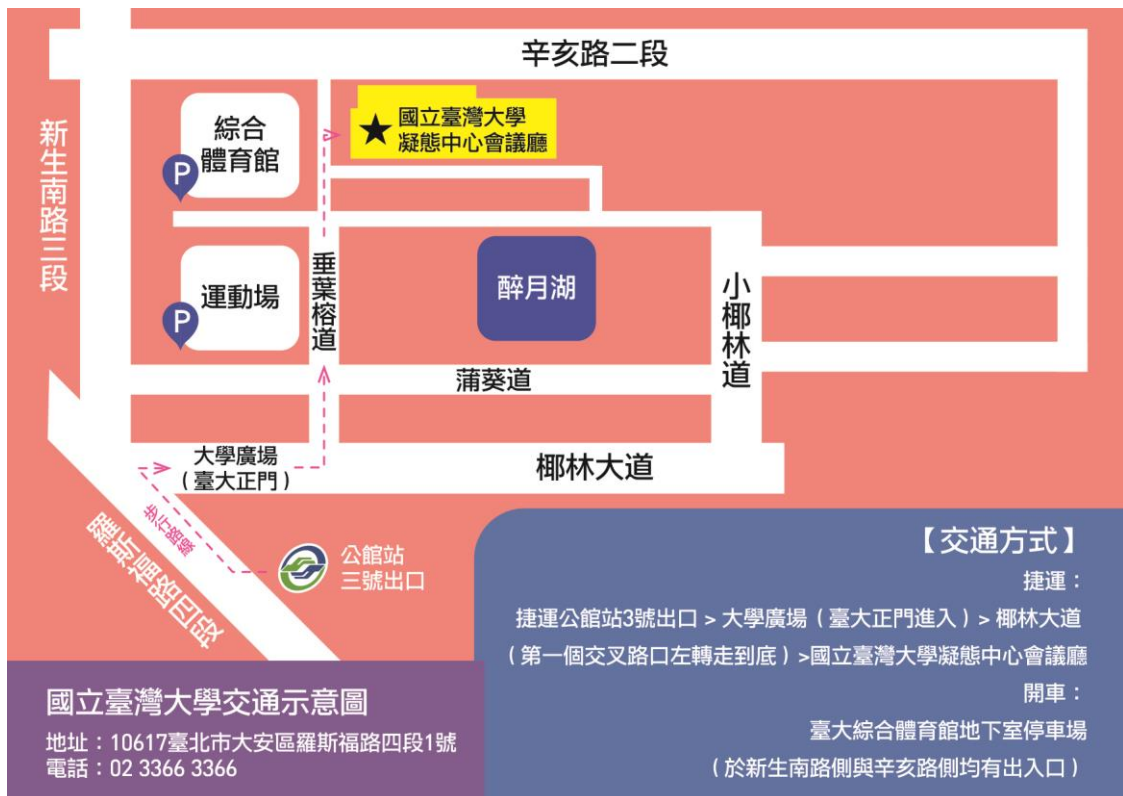 辛亥路二段
新生南路三段
綜合
體育館
P
★國立臺灣大學
凝態中心會議廳
運動場
P
垂葉榕道
醉月湖
小椰林道
蒲葵道
大學廣場
（臺大正門）
椰林大道
步行路線
羅斯福路四段
公館站
三號出口
【交通方式】
捷運：
捷運公館站3號出口 > 大學廣場（臺大正門進入）> 椰林大道
（第一個交叉路口左轉走到底）>國立臺灣大學凝態中心會議廳
開車：
臺大綜合體育館地下室停車場
（於新生南路側與辛亥路側均有出入口）
國立臺灣大學交通示意圖
地址：10617臺北市大安區羅斯福路四段1號
電話：02 3366 3366